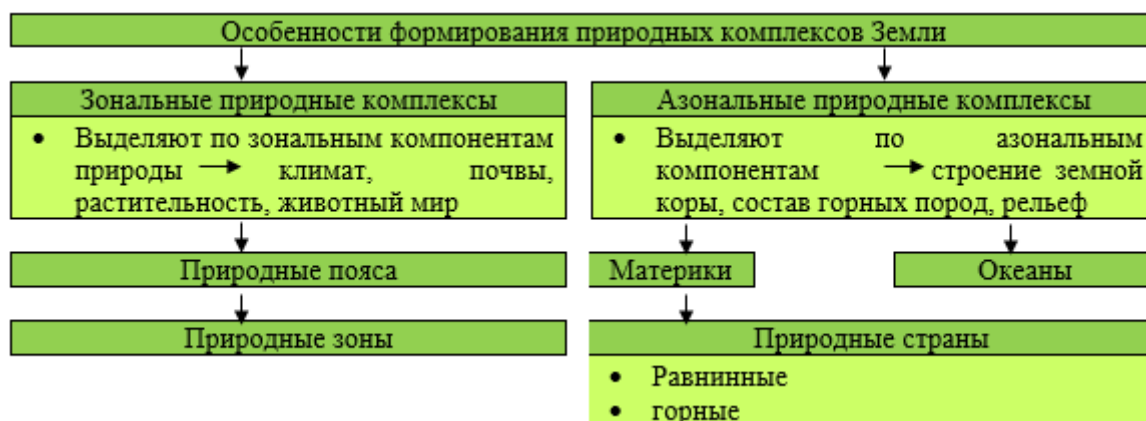 Особенности формирования природных комплексов Земли
Зональные природные комплексы
• Выделяют по зональным компонентам
природы → климат, почвы,
растительность, животный мир
Азональные природные комплексы
• Выделяют по азональным
компонентам → строение земной
коры, состав горных пород, рельеф
Природные пояса
Материки
Океаны
Природные зоны
Природные страны
• Равнинные
• горные